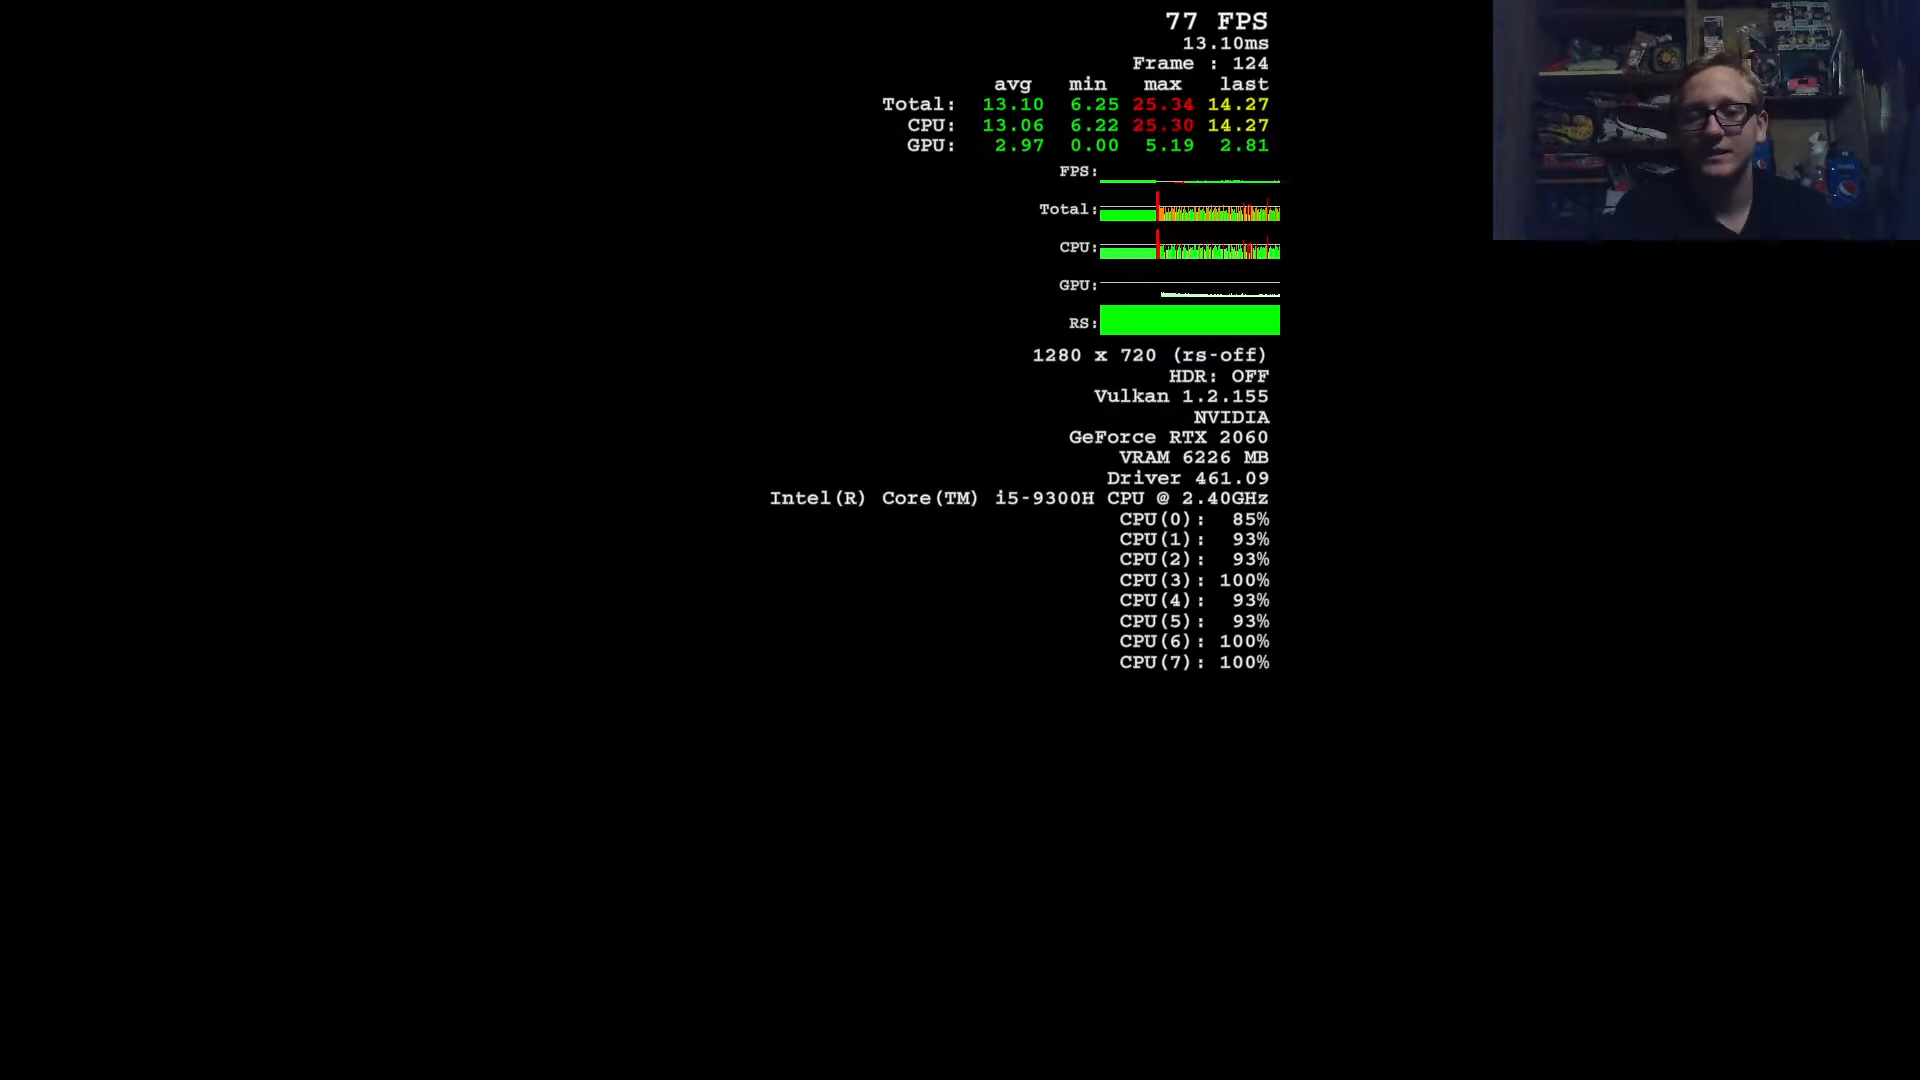 77 FPS
13.10ms
Frame : 124
avg min max last
Total: 13.10 6.25 25.34 14.27
CPU: 13.06 6.22 25.30 14.27
GPU: 2.97 0.00 5.19 2.81
FPS:
Total:
CPU:
GPU:
RS:
1280 x 720 (rs-off)
HDR: OFF
Vulkan 1.2.155
NVIDIA
GeForce RTX 2060
VRAM 6226 MB
Driver 461.09
Intel(R) Core(TM) i5-9300H CPU @ 2.40GHz
CPU(0): 85%
CPU(1): 93%
CPU(2): 93%
CPU(3): 100%
CPU(4): 93%
CPU(5): 93%
CPU(6): 100%
CPU(7): 100%